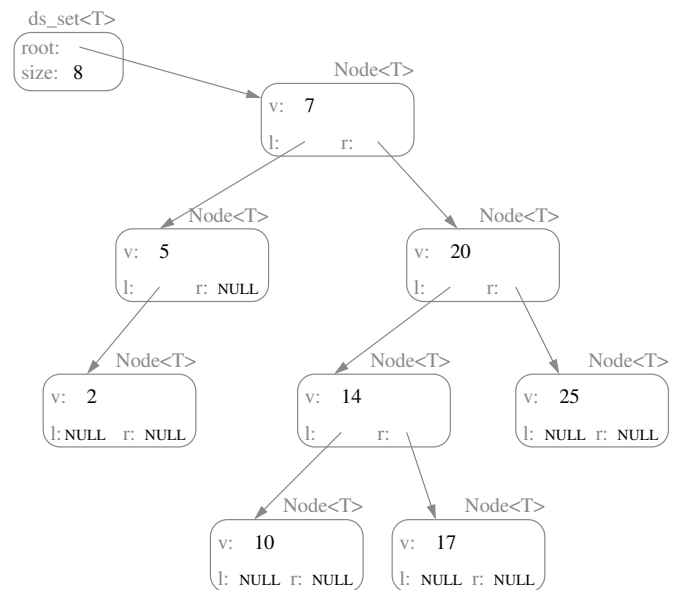 ds_set<T>
root:
size: 8
Node<T>
v: 7
l: r:
Node<T>
v: 5
l: r: NULL
Node<T>
v: 20
l: r:
Node<T>
v: 2
l: NULL r: NULL
Node<T>
v: 14
l: r:
Node<T>
v: 25
l: NULL r: NULL
Node<T>
v: 10
l: NULL r: NULL
Node<T>
v: 17
l: NULL r: NULL